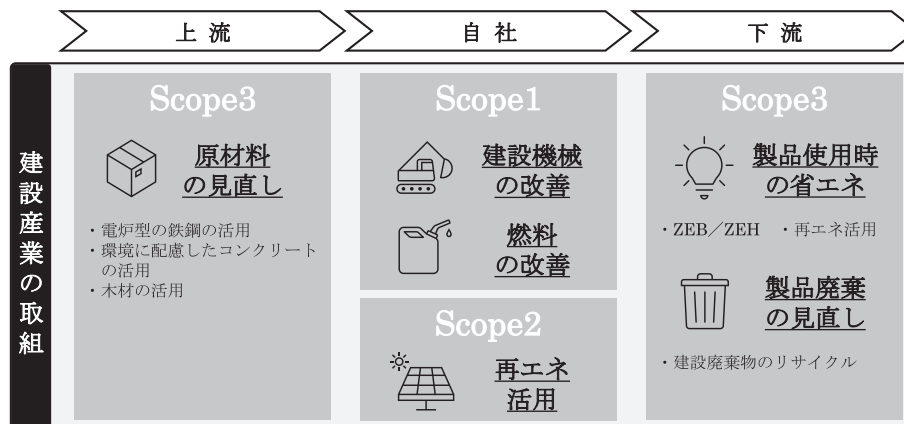 上流
自社
下流
建設産業の取組
Scope3
原材料
の見直し
・電炉型の鉄鋼の活用
・環境に配慮したコンクリート
の活用
・木材の活用
Scope1
建設機械
の改善
燃料
の改善
Scope2
再エネ
活用
Scope3
製品使用時
の省エネ
・ZEB／ZEH ・再エネ活用
製品廃棄
の見直し
・建設廃棄物のリサイクル